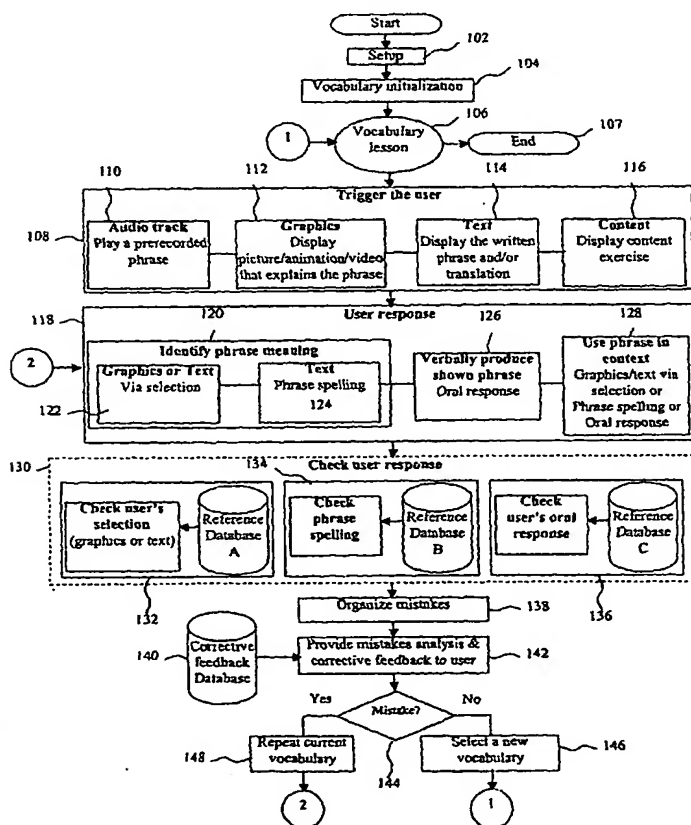 Start
Setup
102
Vocabulary initialization
104
106
1
Vocabulary
lesson
End
107
110
112
114
116
Trigger the user
108
Audio track
Play a prerecorded
phrase
Graphics
Display
picture/animation/video
that explains the phrase
Text
Display the written
phrase and/or
translation
Content
Display content
exercise
118
120
User response
126
128
2
Identify phrase meaning
Graphics or Text
Via selection
122
Text
Phrase spelling
124
Verbally produce
shown phrase
Oral response
Use phrase in
context
Graphics/text via
selection or
Phrase spelling or
Oral response
130
134
Check user response
Check user's
selection
(graphics or text)
Reference
Database
A
Check
phrase
spelling
Reference
Database
B
Check
user's oral
response
Reference
Database
C
132
136
Organize mistakes
138
140
Corrective
feedback
Database
Provide mistakes analysis &
corrective feedback to user
142
Yes
No
Mistake?
144
148
Repeat current
vocabulary
Select a new
vocabulary
146
2
1